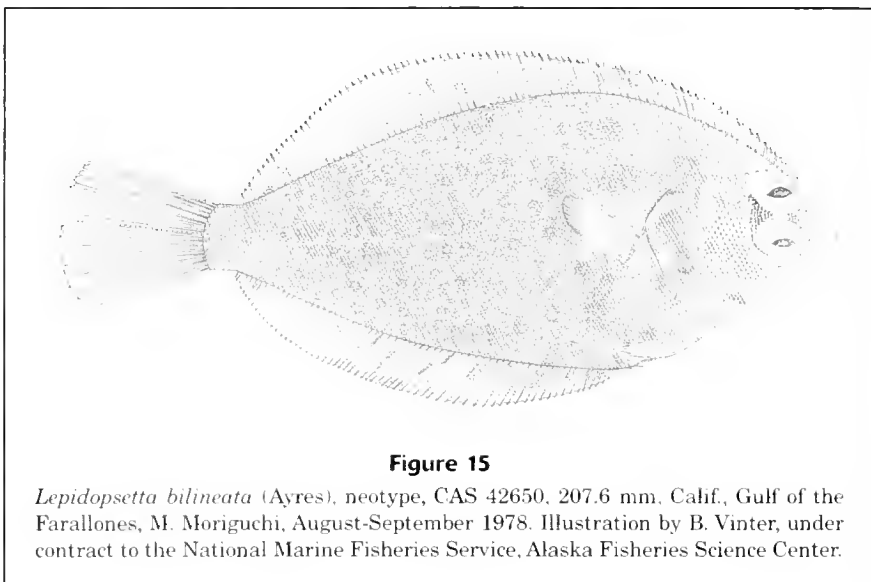 Figure 15
Lepidopsetta bilineata (Ayres), neotype, CAS 42650, 207.6 mm, Calif., Gulf of the
Farallones, M. Moriguchi, August-September 1978. Illustration by B. Vinter, under
contract to the National Marine Fisheries Service, Alaska Fisheries Science Center.